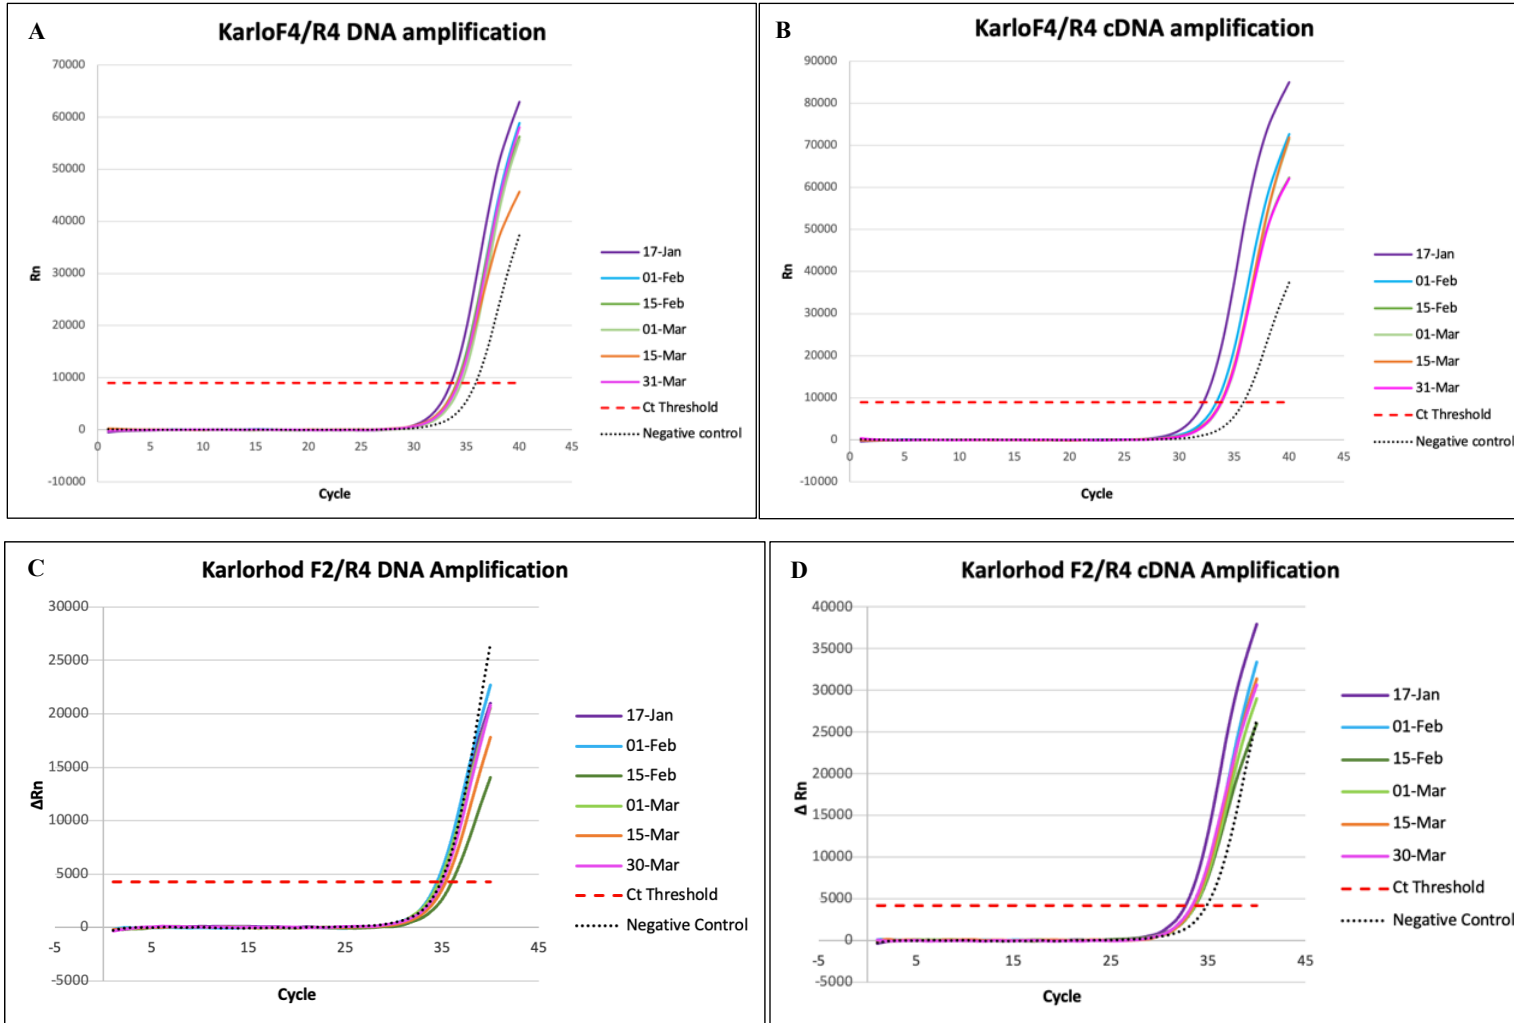 A
KarloF4/R4 DNA amplification
70000
60000
50000
40000
30000
20000
10000
0
-10000
Rn
0 5 10 15 20 25 30 35 40 45
Cycle
17-Jan
01-Feb
15-Feb
01-Mar
15-Mar
31-Mar
Ct Threshold
Negative control
B
KarloF4/R4 cDNA amplification
90000
80000
70000
60000
50000
40000
30000
20000
10000
0
-10000
Rn
0 5 10 15 20 25 30 35 40 45
Cycle
17-Jan
01-Feb
15-Feb
01-Mar
15-Mar
31-Mar
Ct Threshold
Negative control
C
Karlorhod F2/R4 DNA Amplification
30000
25000
20000
15000
10000
5000
0
-5000
ΔRn
-5 5 15 25 35 45
Cycle
17-Jan
01-Feb
15-Feb
01-Mar
15-Mar
30-Mar
Ct Threshold
Negative Control
D
Karlorhod F2/R4 cDNA Amplification
40000
35000
30000
25000
20000
15000
10000
5000
0
-5000
Δ Rn
-5 5 15 25 35 45
Cycle
17-Jan
01-Feb
15-Feb
01-Mar
15-Mar
30-Mar
Ct Threshold
Negative Control